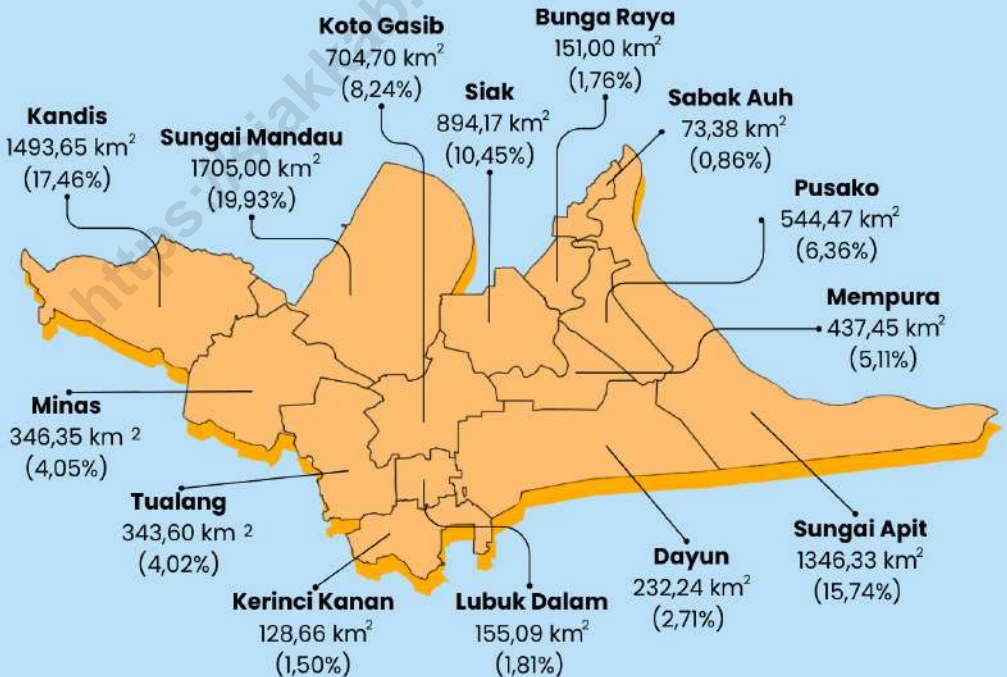 Koto Gasib
704,70 km²
(8,24%)
Bunga Raya
151,00 km²
(1,76%)
Siak
894,17 km²
(10,45%)
Sabak Auh
73,38 km²
(0,86%)
Kandis
1493,65 km²
(17,46%)
Sungai Mandau
1705,00 km²
(19,93%)
Pusako
544,47 km²
(6,36%)
Mempura
437,45 km²
(5,11%)
Minas
346,35 km ²
(4,05%)
Tualang
343,60 km ²
(4,02%)
Kerinci Kanan
128,66 km²
(1,50%)
Lubuk Dalam
155,09 km²
(1,81%)
Dayun
232,24 km²
(2,71%)
Sungai Apit
1346,33 km²
(15,74%)
https://siakkab.